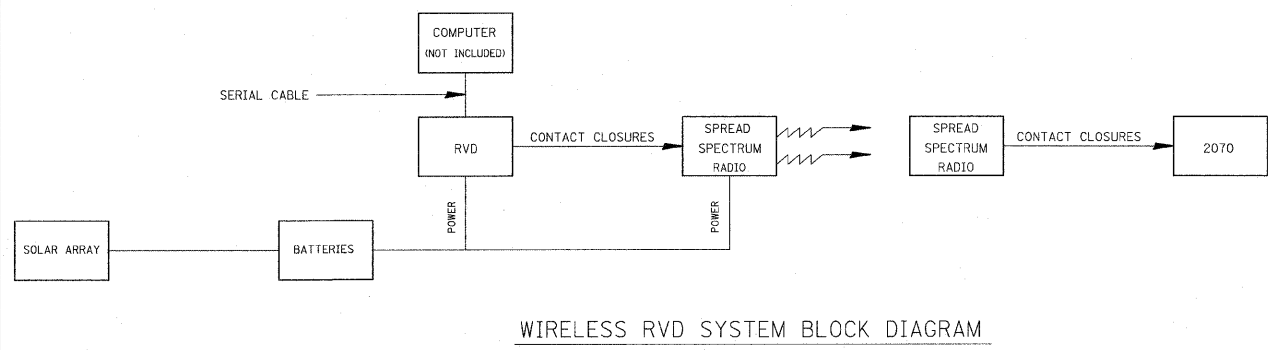 COMPUTER
(NOT INCLUDED)
SERIAL CABLE
RVD
CONTACT CLOSURES
SPREAD
SPECTRUM
RADIO
SPREAD
SPECTRUM
RADIO
CONTACT CLOSURES
2070
POWER
POWER
SOLAR ARRAY
BATTERIES
WIRELESS RVD SYSTEM BLOCK DIAGRAM